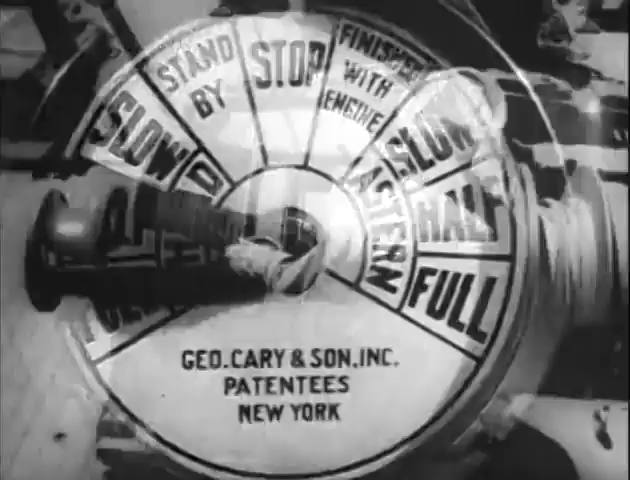 STAND
BY
STOP
FINISHED
WITH
ENGINE
SLOW
SLOW
HALF
FULL
ASTERN
GEO. CARY & SON, INC.
PATENTEES
NEW YORK